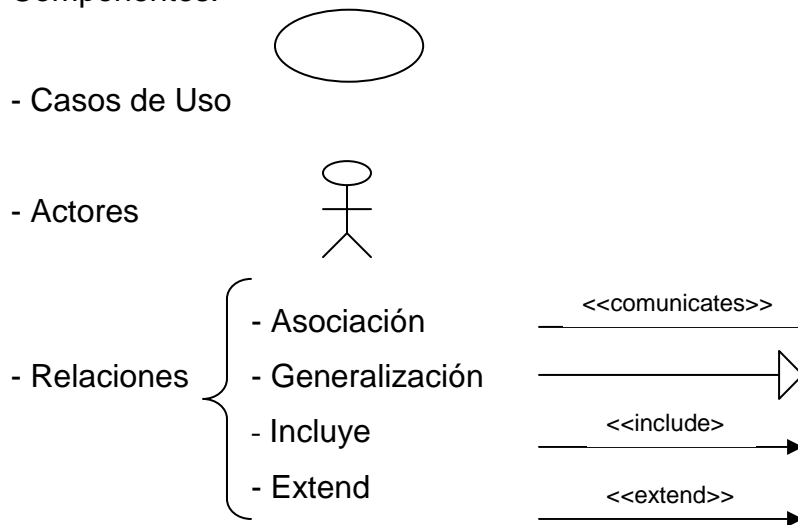 Componentes:
- Casos de Uso
- Actores
- Relaciones
- Asociación
<<comunicates>>
- Generalización
- Incluye
<<include>
- Extend
<<extend>>